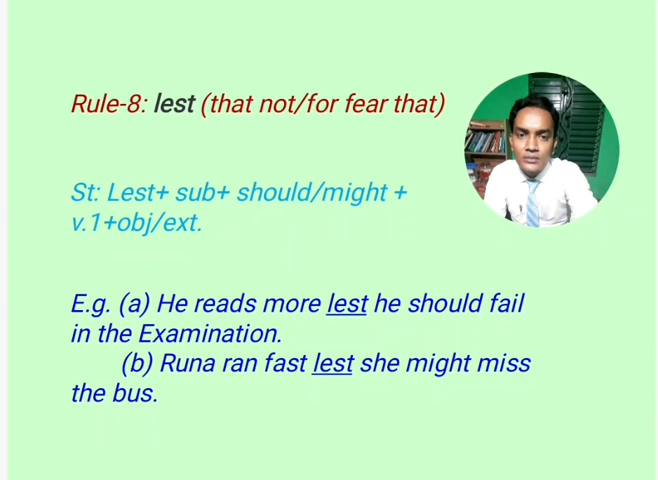 Rule-8: lest (that not/for fear that)
St: Lest+ sub+ should/might +
v.1+obj/ext.
E.g. (a) He reads more lest he should fail
in the Examination.
(b) Runa ran fast lest she might miss
the bus.